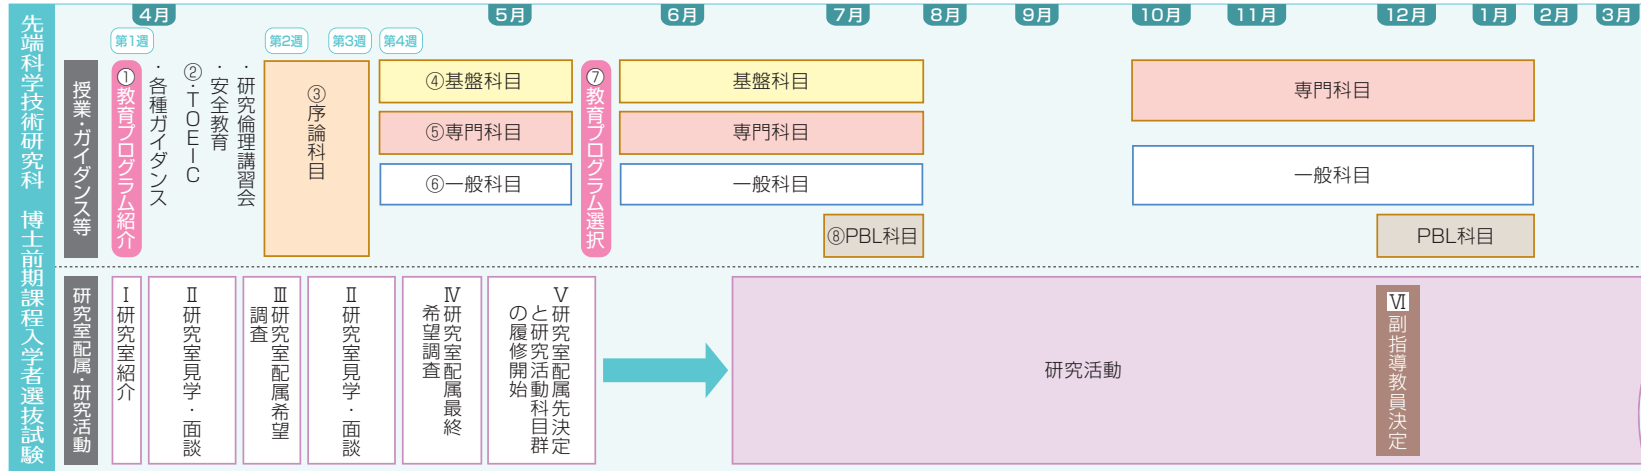 先端科学技術研究科 博士前期課程入学者選抜試験
4月
5月
6月
7月
8月
9月
10月
11月
12月
1月
2月
3月
第1週
第2週
第3週
第4週
授業・ガイダンス等
①教育プログラム紹介
・各種ガイダンス
②・TOEIC
・安全教育
・研究倫理講習会
③序論科目
④基盤科目
⑤専門科目
⑥一般科目
⑦教育プログラム選択
基盤科目
専門科目
一般科目
⑧PBL科目
専門科目
一般科目
PBL科目
研究室配属・研究活動
Ⅰ研究室紹介
Ⅱ研究室見学・面談
Ⅲ研究室配属希望
調査
Ⅱ研究室見学・面談
Ⅳ研究室配属最終
希望調査
Ⅴ研究室配属先決定
と研究活動科目群
の履修開始
研究活動
Ⅵ副指導教員決定